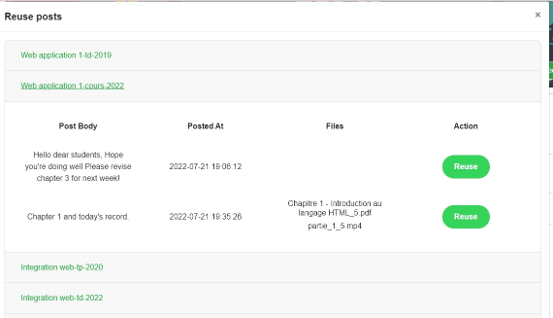 Reuse posts
×
Web application 1-td-2019
Web application 1-cours-2022
Post Body Posted At Files Action
Hello dear students, Hope
you're doing well Please revise
chapter 3 for next week!
2022-07-21 19:06:12
Reuse
Chapter 1 and today's record.
2022-07-21 19:35:26
Chapitre 1 - Introduction au
langage HTML_5.pdf
partie_1_5.mp4
Reuse
Integration web-tp-2020
Integration web-td-2022